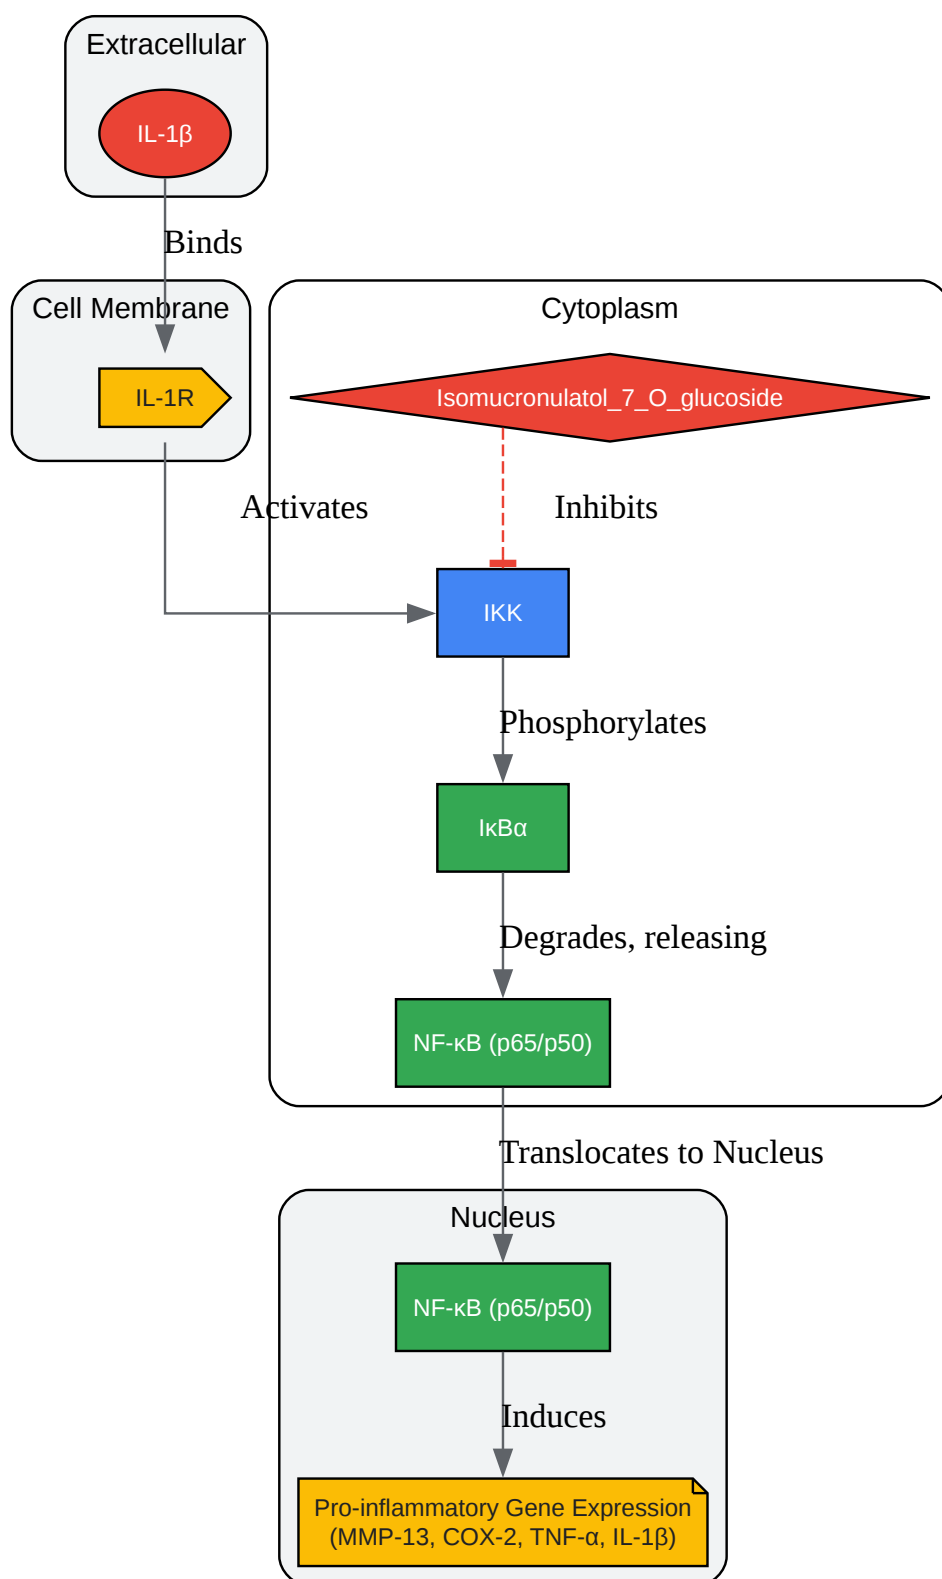 Extracellular
IL-1β
Binds
Cell Membrane
IL-1R
Cytoplasm
Isomucronulatol_7_O_glucoside
Activates
Inhibits
IKK
Phosphorylates
IκBα
Degrades, releasing
NF-κB (p65/p50)
Translocates to Nucleus
Nucleus
NF-κB (p65/p50)
Induces
Pro-inflammatory Gene Expression
(MMP-13, COX-2, TNF-α, IL-1β)